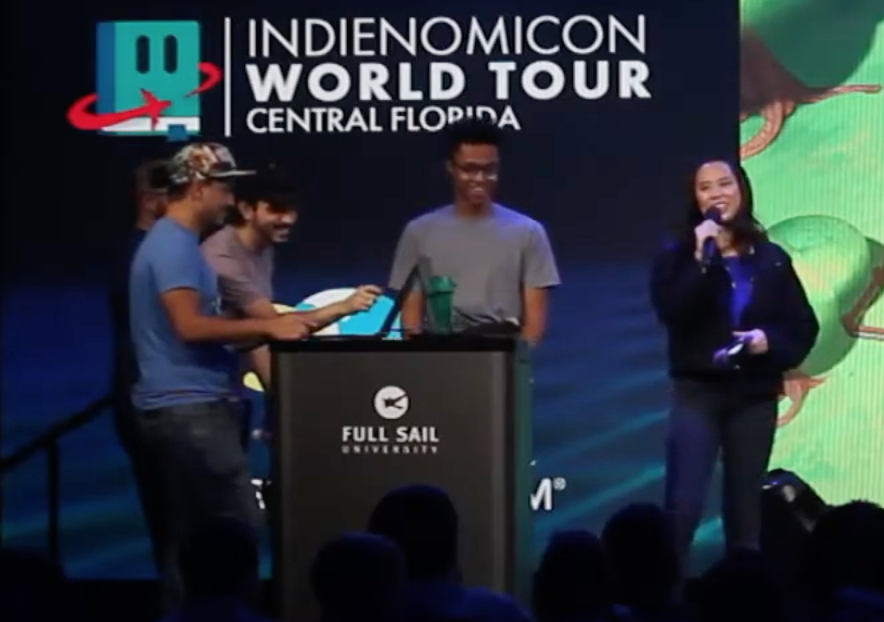 INDIENOMICON
WORLD TOUR
CENTRAL FLORIDA
FULL SAIL
UNIVERSITY
M®